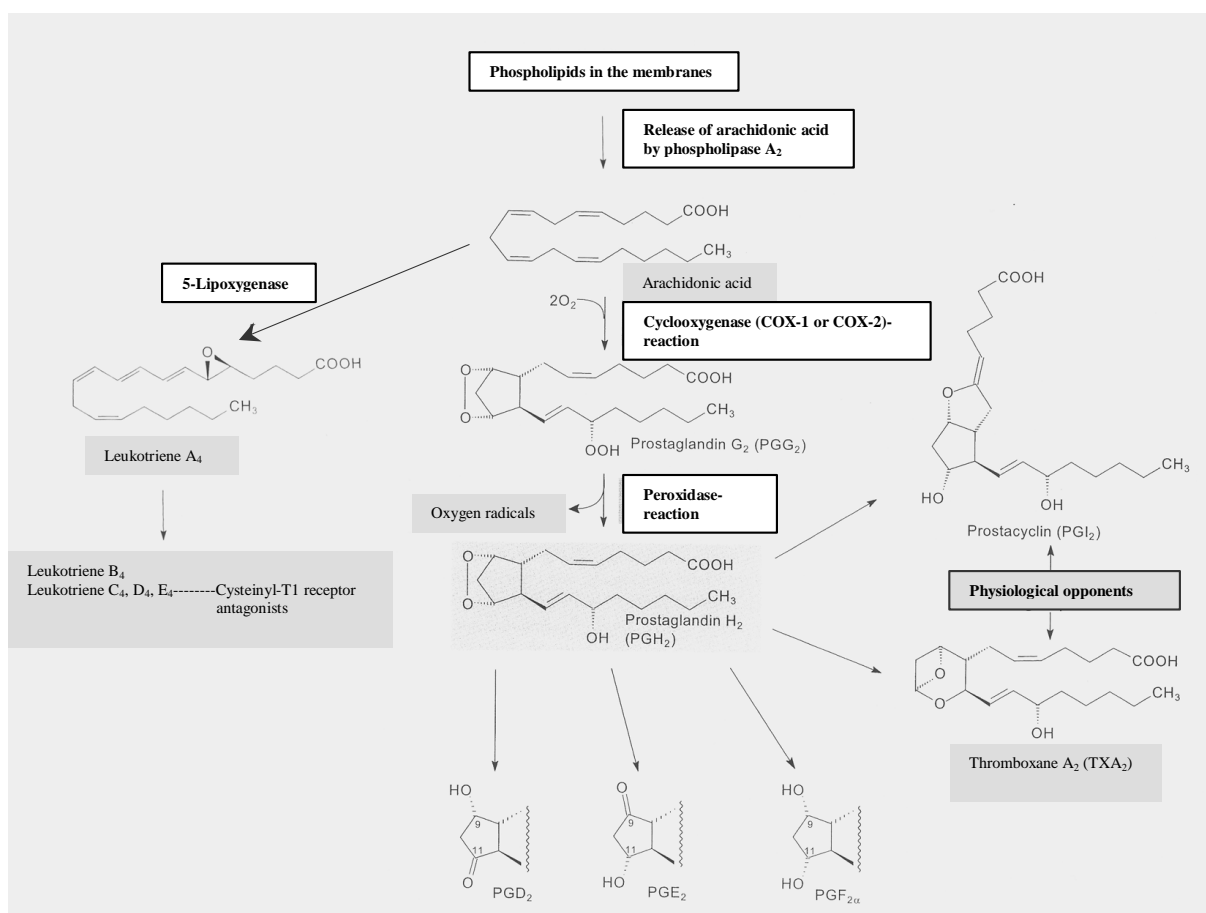 Phospholipids in the membranes
Release of arachidonic acid
by phospholipase A₂
COOH
CH₃
Arachidonic acid
5-Lipoxygenase
2O₂
Cyclooxygenase (COX-1 or COX-2)-
reaction
O
COOH
CH₃
Leukotriene A₄
O
O
COOH
CH₃
OOH
Prostaglandin G₂ (PGG₂)
COOH
O
CH₃
HO
OH
Prostacyclin (PGI₂)
Oxygen radicals
Peroxidase-
reaction
Leukotriene B₄
Leukotriene C₄, D₄, E₄--------Cysteinyl-T1 receptor
antagonists
O
O
COOH
CH₃
OH
Prostaglandin H₂
(PGH₂)
Physiological opponents
O
O
COOH
CH₃
OH
Thromboxane A₂ (TXA₂)
HO
9
11
O
PGD₂
O
9
11
HO
PGE₂
HO
9
11
HO
PGF₂α